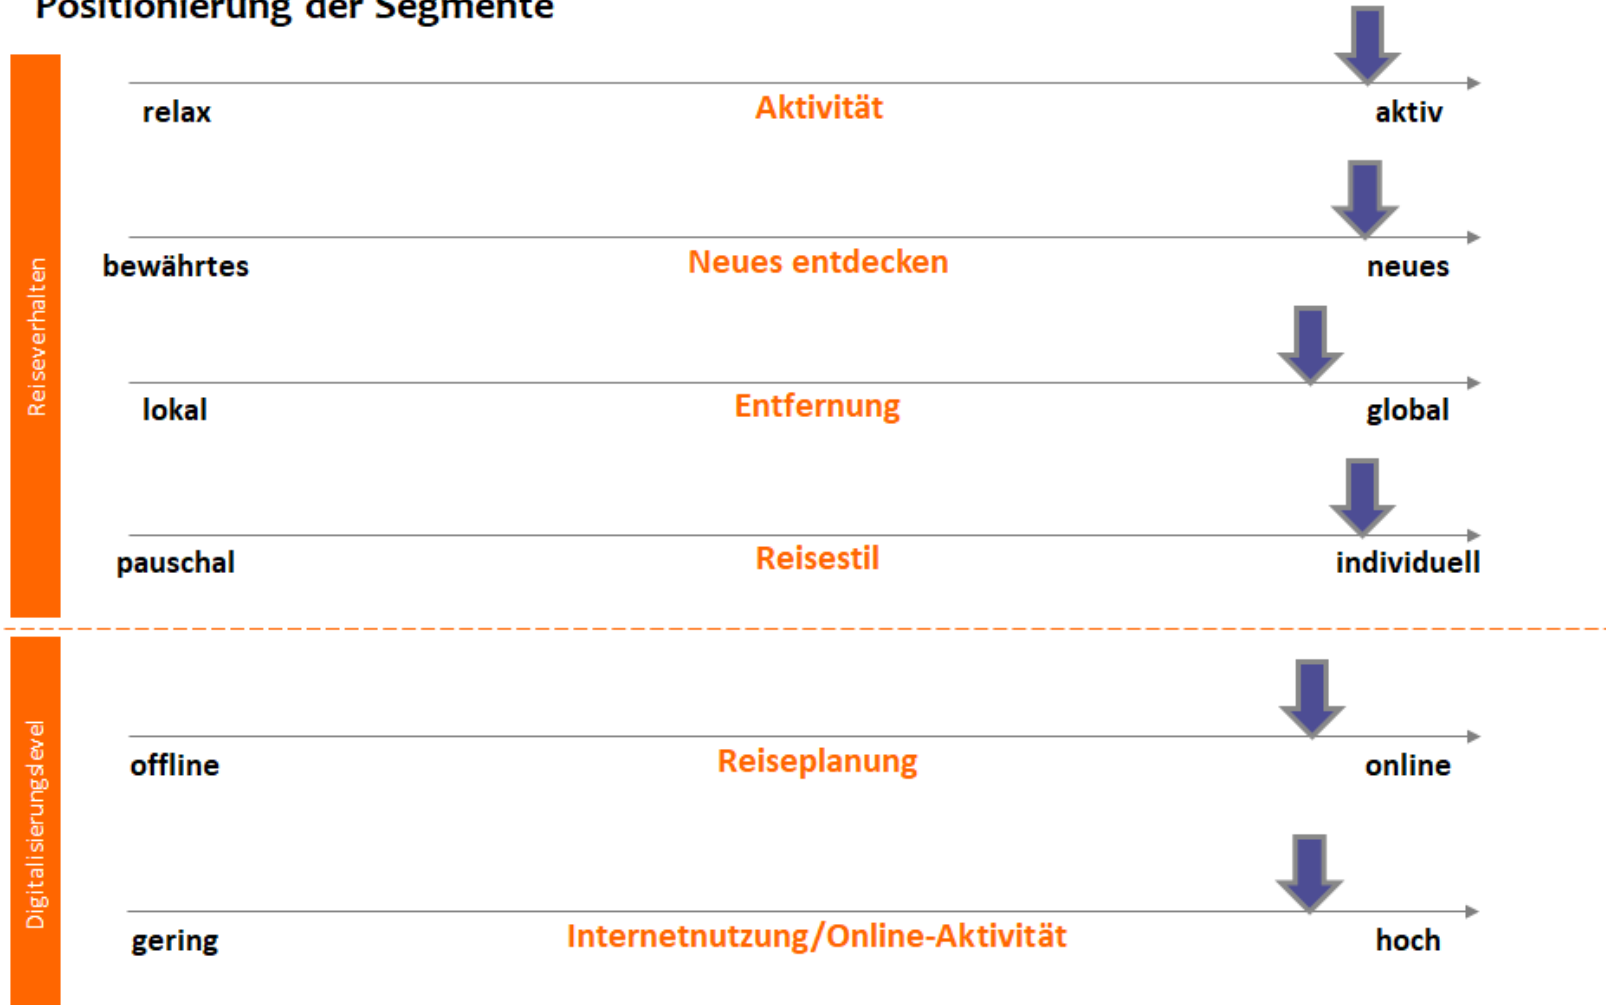 Positionierung der Segmente
Reiseverhalten
relax
Aktivität
aktiv
bewährtes
Neues entdecken
neues
lokal
Entfernung
global
pauschal
Reisestil
individuell
Digitalisierungslevel
offline
Reiseplanung
online
gering
Internetnutzung/Online-Aktivität
hoch